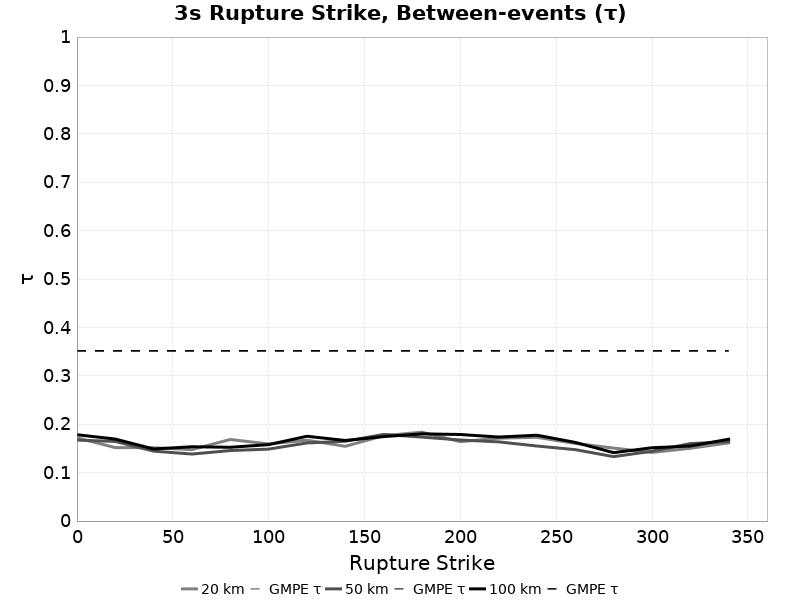 3s Rupture Strike, Between-events (τ)
1
0.9
0.8
0.7
0.6
0.5
0.4
0.3
0.2
0.1
0
τ
0 50 100 150 200 250 300 350
Rupture Strike
20 km GMPE τ 50 km GMPE τ 100 km GMPE τ